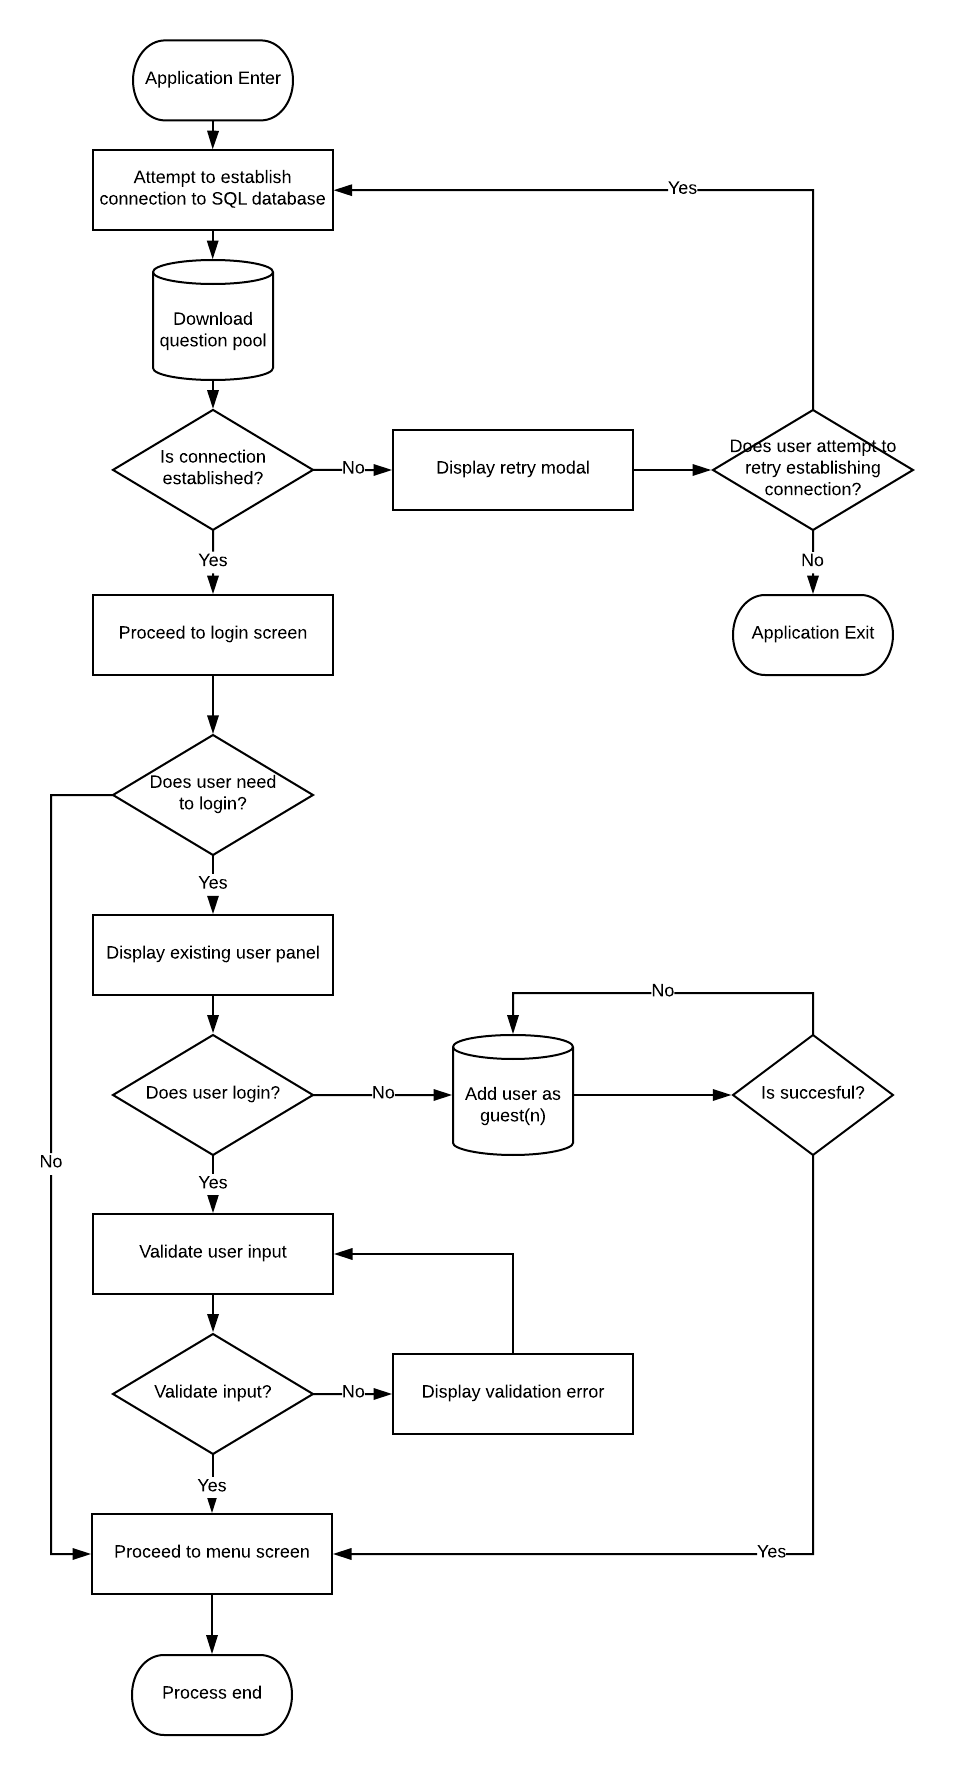 Application Enter
Attempt to establish
connection to SQL database
Yes
Download
question pool
Is connection
established?
No
Display retry modal
Does user attempt to
retry establishing
connection?
Yes
No
Proceed to login screen
Application Exit
Does user need
to login?
Yes
Display existing user panel
No
Does user login?
No
Add user as
guest(n)
Is succesful?
No
Yes
Validate user input
Validate input?
No
Display validation error
Yes
Proceed to menu screen
Yes
Process end